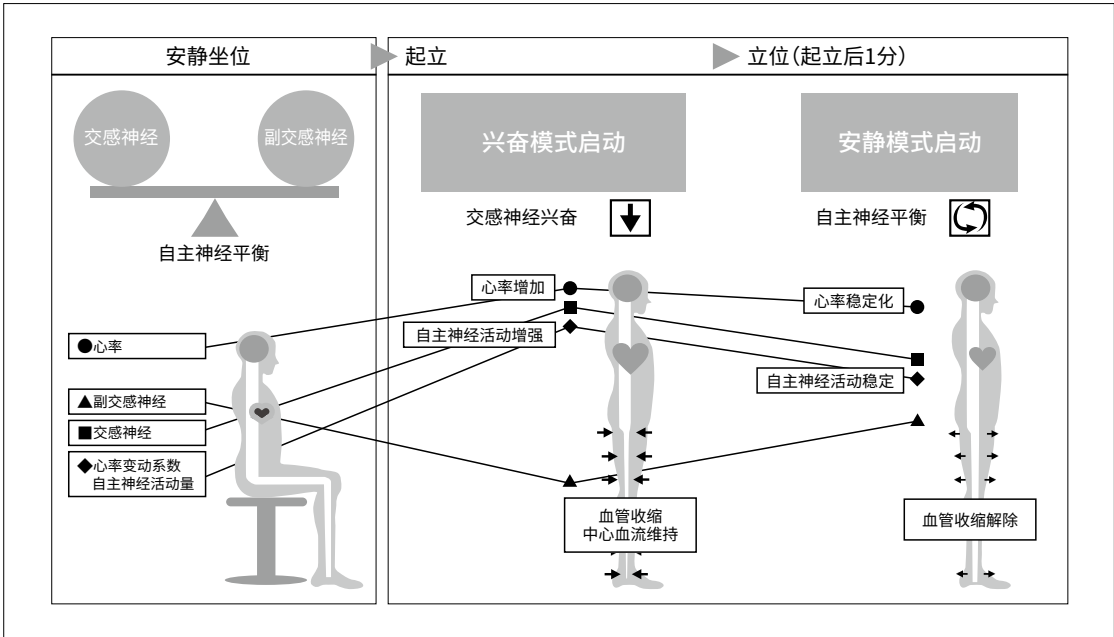 安静坐位
起立
立位（起立后1分）
交感神经
副交感神经
自主神经平衡
兴奋模式启动
安静模式启动
交感神经兴奋
自主神经平衡
心率增加
心率稳定化
自主神经活动增强
自主神经活动稳定
●心率
▲副交感神经
■交感神经
◆心率变动系数
自主神经活动量
血管收缩
中心血流维持
血管收缩解除